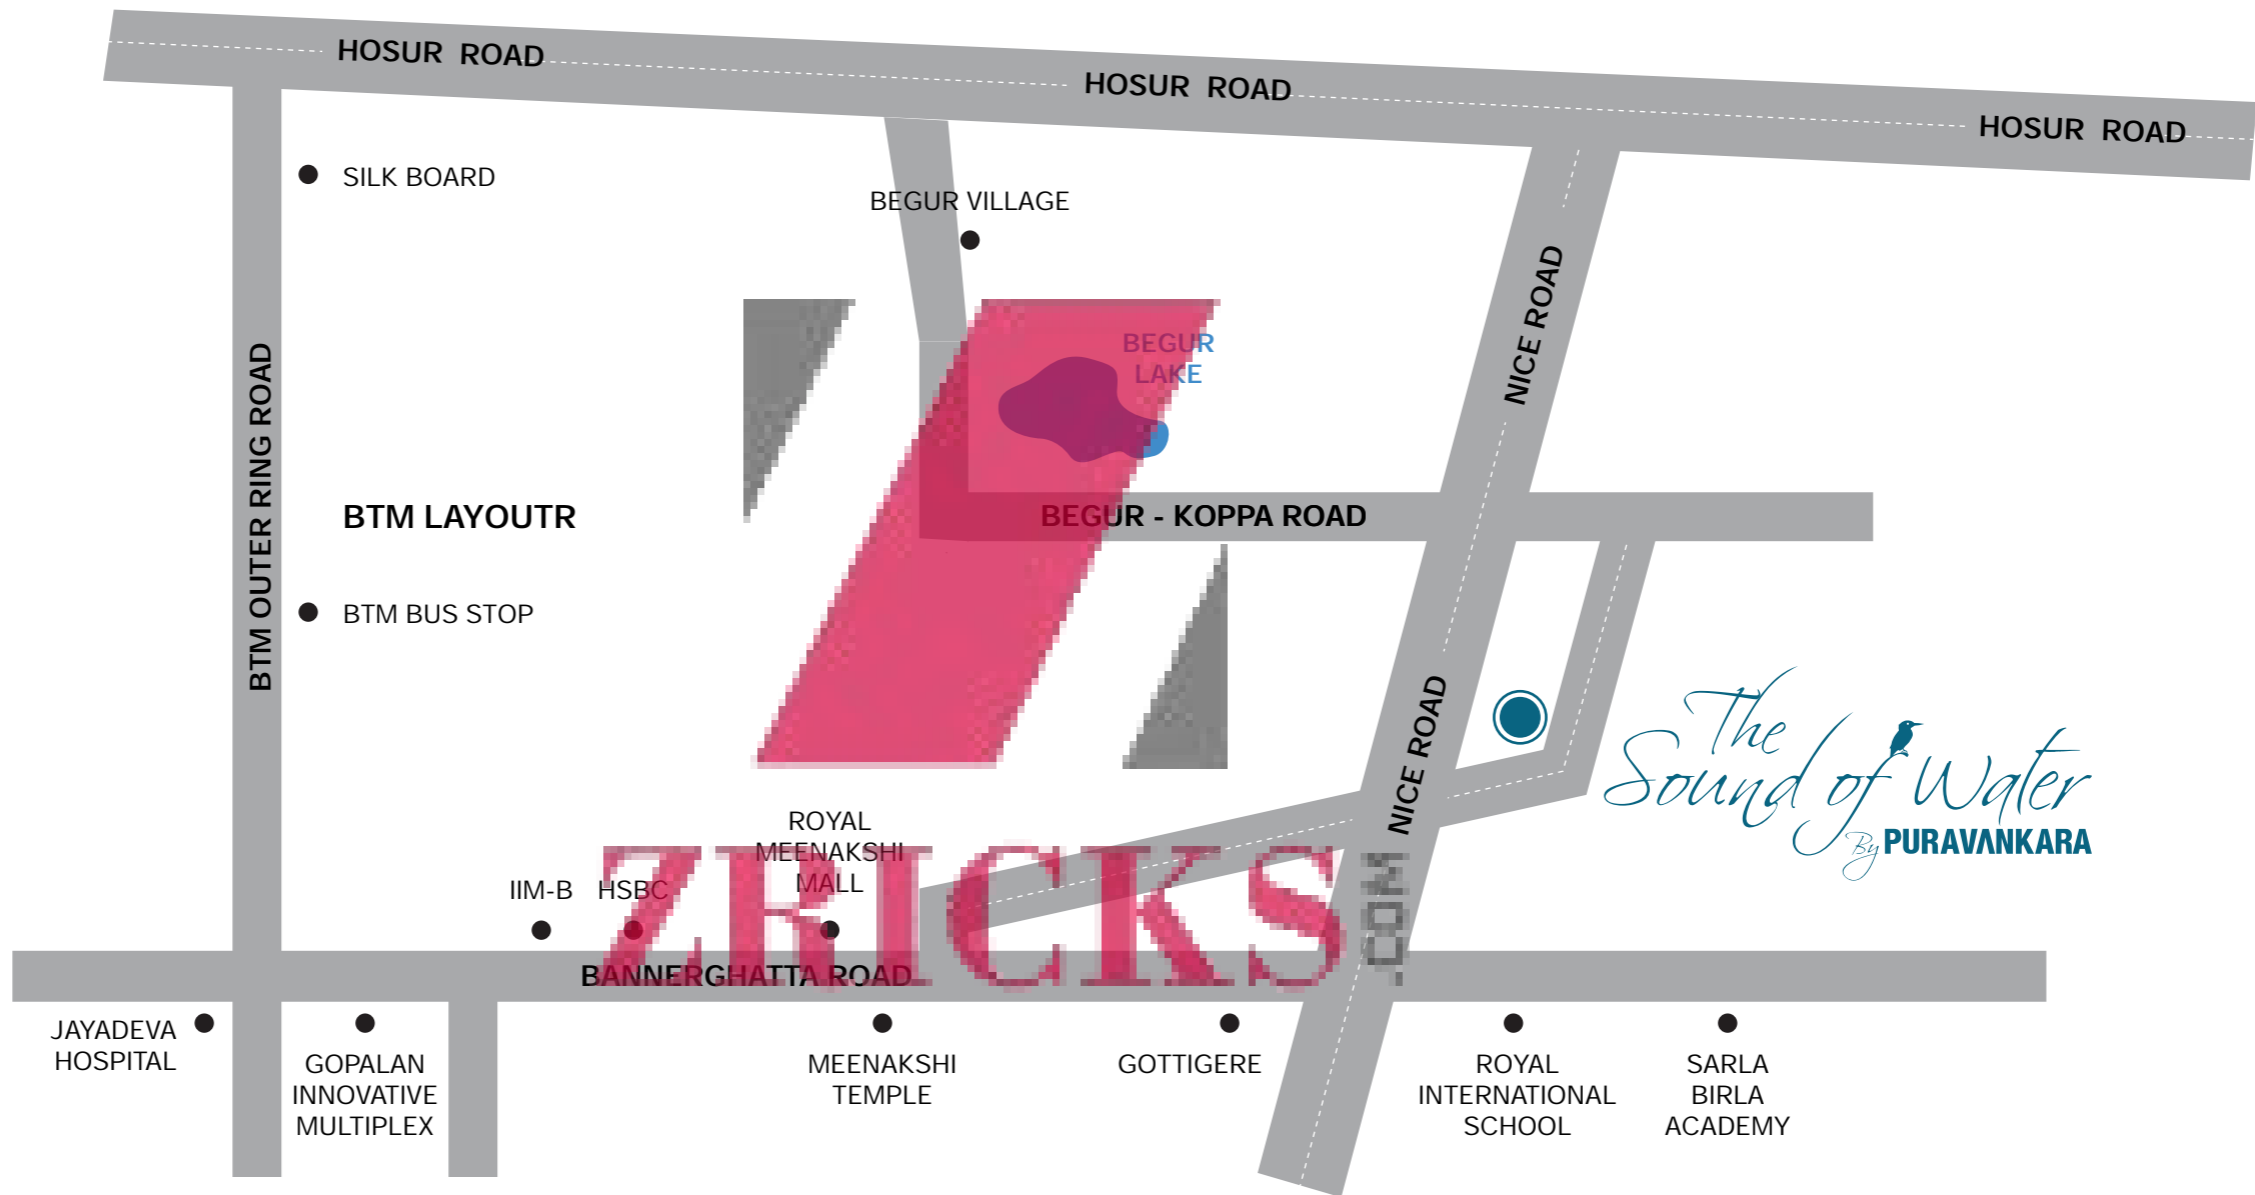 HOSUR ROAD
HOSUR ROAD
HOSUR ROAD
SILK BOARD
BEGUR VILLAGE
NICE ROAD
BEGUR
LAKE
BTM OUTER RING ROAD
BTM LAYOUTR
BEGUR - KOPPA ROAD
BTM BUS STOP
NICE ROAD
The
Sound of Water
By PURAVANKARA
ROYAL
MEENAKSHI
MALL
IIM-B
HSBC
ZRICKS
.COM
BANNERGHATTA ROAD
JAYADEVA
HOSPITAL
GOPALAN
INNOVATIVE
MULTIPLEX
MEENAKSHI
TEMPLE
GOTTIGERE
ROYAL
INTERNATIONAL
SCHOOL
SARLA
BIRLA
ACADEMY